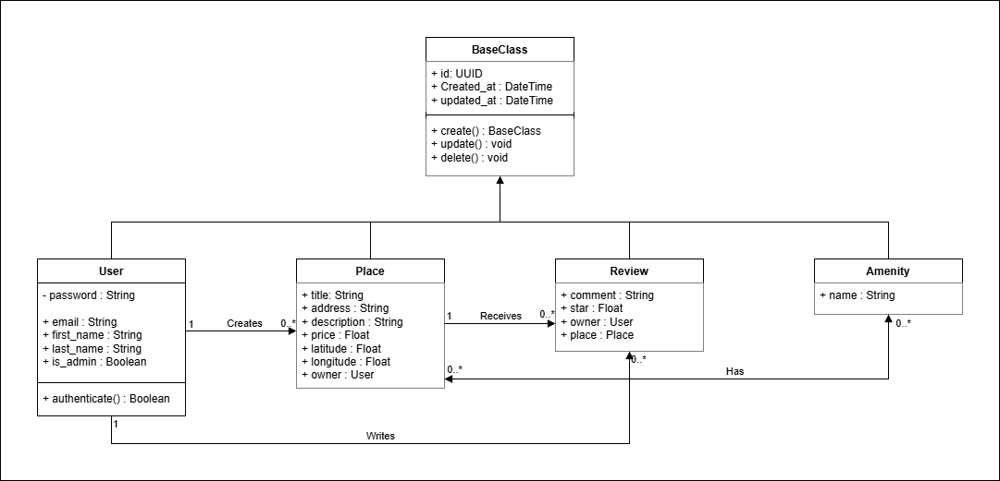 BaseClass
+ id: UUID
+ Created_at : DateTime
+ updated_at : DateTime
+ create() : BaseClass
+ update() : void
+ delete() : void
User
- password : String
+ email : String
+ first_name : String
+ last_name : String
+ is_admin : Boolean
+ authenticate() : Boolean
1
Creates
0..*
Place
+ title: String
+ address : String
+ description : String
+ price : Float
+ latitude : Float
+ longitude : Float
+ owner : User
1
Receives
0..*
Review
+ comment : String
+ star : Float
+ owner : User
+ place : Place
Amenity
+ name : String
0..*
0..*
0..*
Has
1
Writes